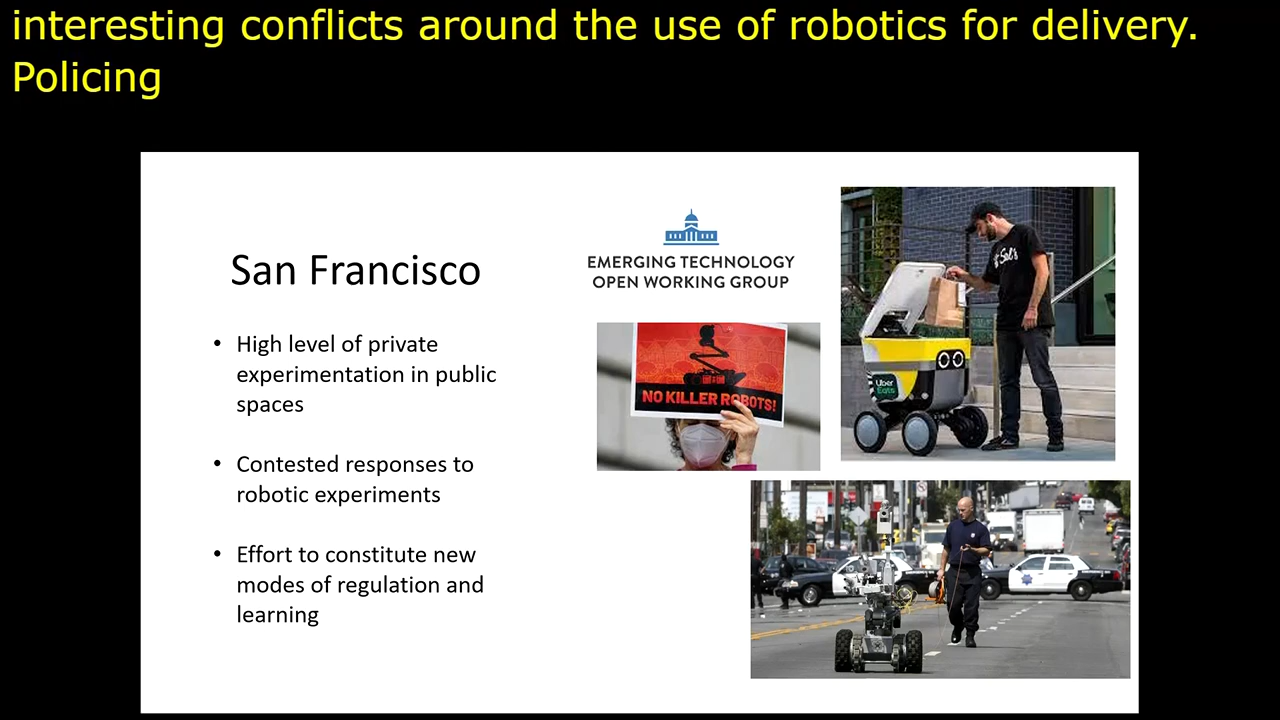 interesting conflicts around the use of robotics for delivery.
Policing
San Francisco
• High level of private
experimentation in public
spaces
• Contested responses to
robotic experiments
• Effort to constitute new
modes of regulation and
learning
EMERGING TECHNOLOGY
OPEN WORKING GROUP
NO KILLER ROBOTS!
Uber
Eats